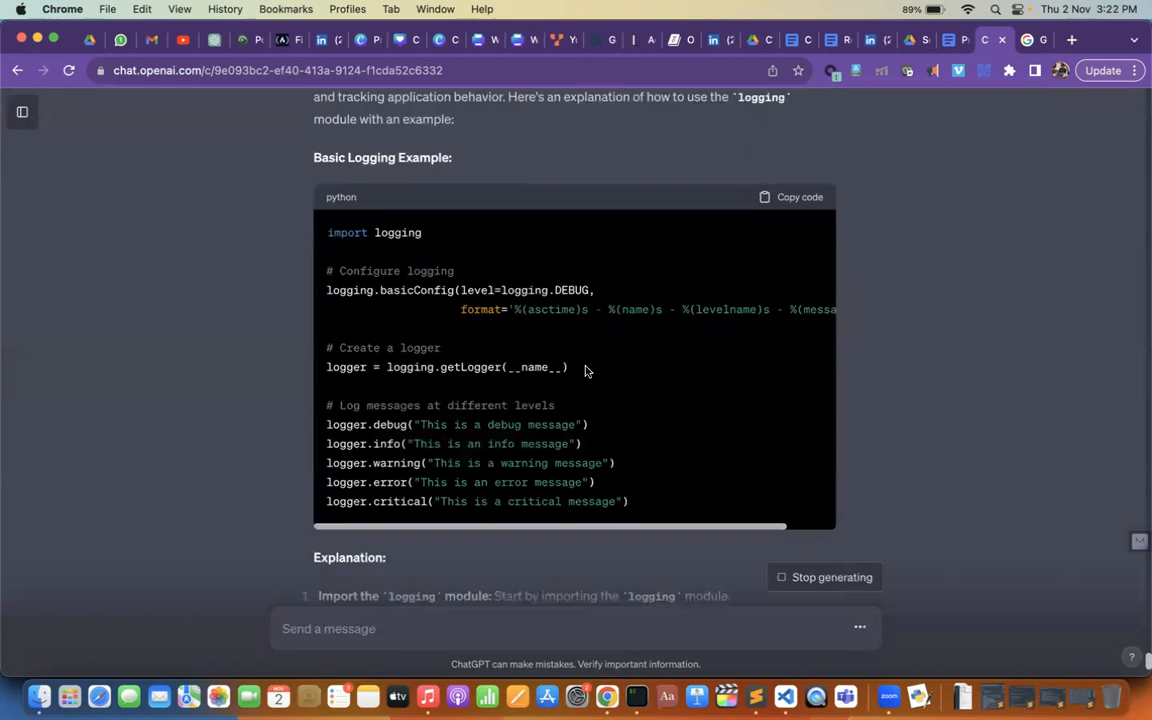 Chrome File Edit View History Bookmarks Profiles Tab Window Help 89% Thu 2 Nov 3:22 PM
chat.openai.com/c/9e093bc2-ef40-413a-9124-f1cda52c6332 Update
and tracking application behavior. Here's an explanation of how to use the `logging`
module with an example:
Basic Logging Example:
python Copy code
import logging
# Configure logging
logging.basicConfig(level=logging.DEBUG,
format='%(asctime)s - %(name)s - %(levelname)s - %(messa
# Create a logger
logger = logging.getLogger(__name__)
# Log messages at different levels
logger.debug("This is a debug message")
logger.info("This is an info message")
logger.warning("This is a warning message")
logger.error("This is an error message")
logger.critical("This is a critical message")
Explanation:
Stop generating
1. Import the `logging` module: Start by importing the `logging` module.
Send a message
ChatGPT can make mistakes. Verify important information.